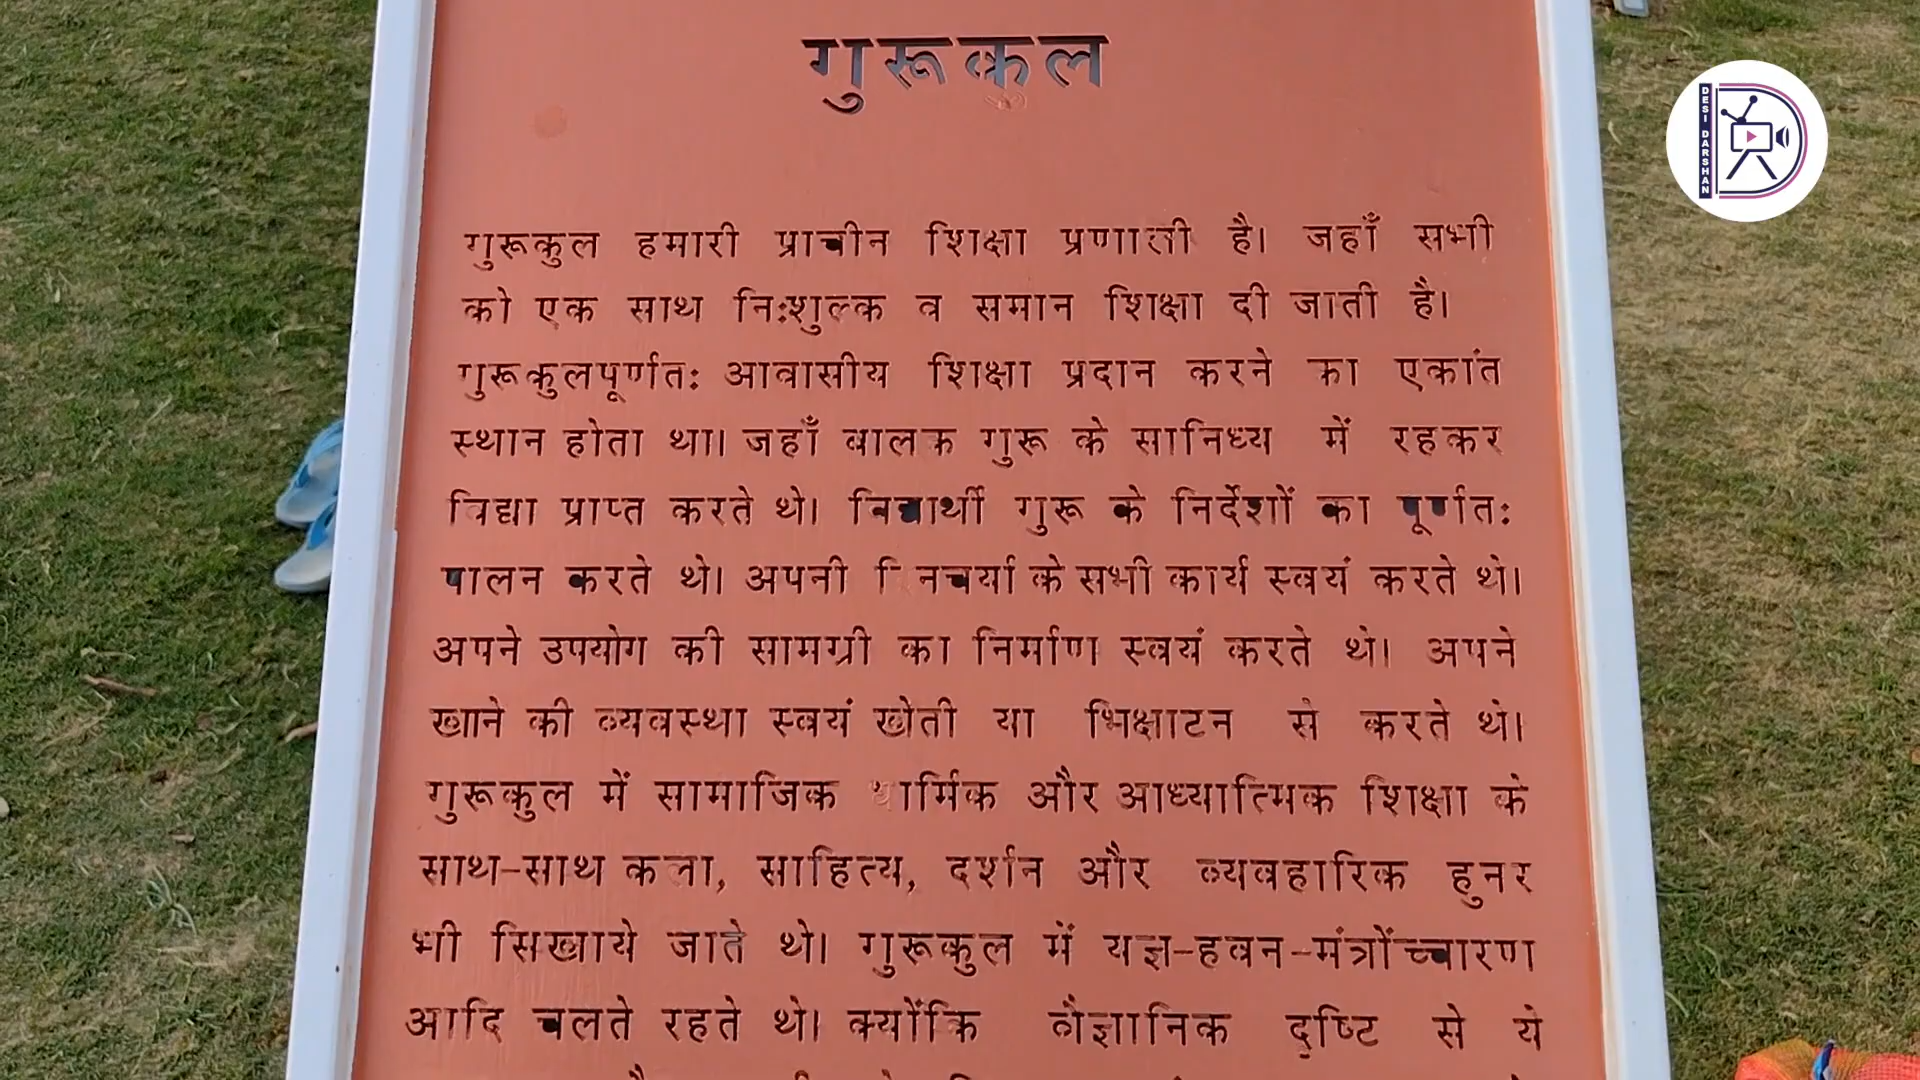 गुरूकुल
गुरूकुल हमारी प्राचीन शिक्षा प्रणाली है। जहाँ सभी
को एक साथ निःशुल्क व समान शिक्षा दी जाती है।
गुरूकुलपूर्णतः आवासीय शिक्षा प्रदान करने का एकांत
स्थान होता था। जहाँ बालक गुरू के सानिध्य में रहकर
विद्या प्राप्त करते थे। विद्यार्थी गुरू के निर्देशों का पूर्णतः
पालन करते थे। अपनी दिनचर्या के सभी कार्य स्वयं करते थे।
अपने उपयोग की सामग्री का निर्माण स्वयं करते थे। अपने
खाने की व्यवस्था स्वयं खेती या भिक्षाटन से करते थे।
गुरूकुल में सामाजिक धार्मिक और आध्यात्मिक शिक्षा के
साथ-साथ कला, साहित्य, दर्शन और व्यवहारिक हुनर
भी सिखाये जाते थे। गुरूकुल में यज्ञ-हवन-मंत्रोंच्चारण
आदि चलते रहते थे। क्योंकि वैज्ञानिक दृष्टि से ये
DESI DARSHAN